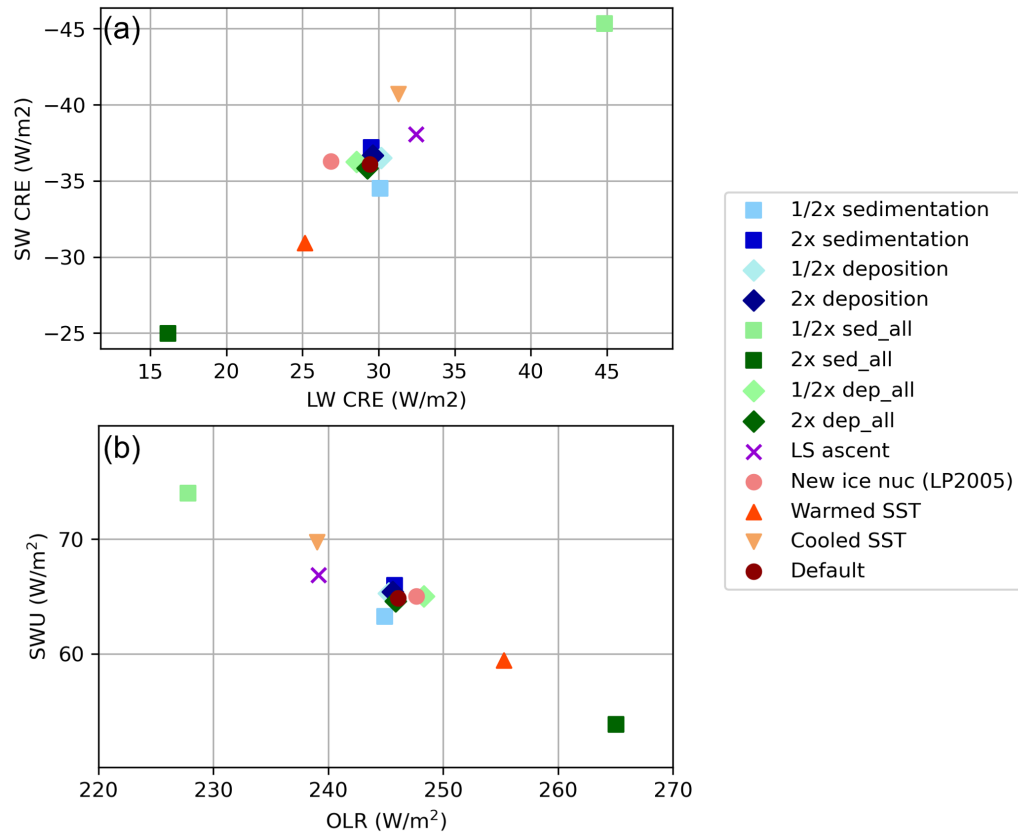 (a)
−45
−40
−35
−30
−25
SW CRE (W/m2)
15 20 25 30 35 40 45
LW CRE (W/m2)
(b)
70
60
SWU (W/m²)
220 230 240 250 260 270
OLR (W/m²)
1/2x sedimentation
2x sedimentation
1/2x deposition
2x deposition
1/2x sed_all
2x sed_all
1/2x dep_all
2x dep_all
LS ascent
New ice nuc (LP2005)
Warmed SST
Cooled SST
Default